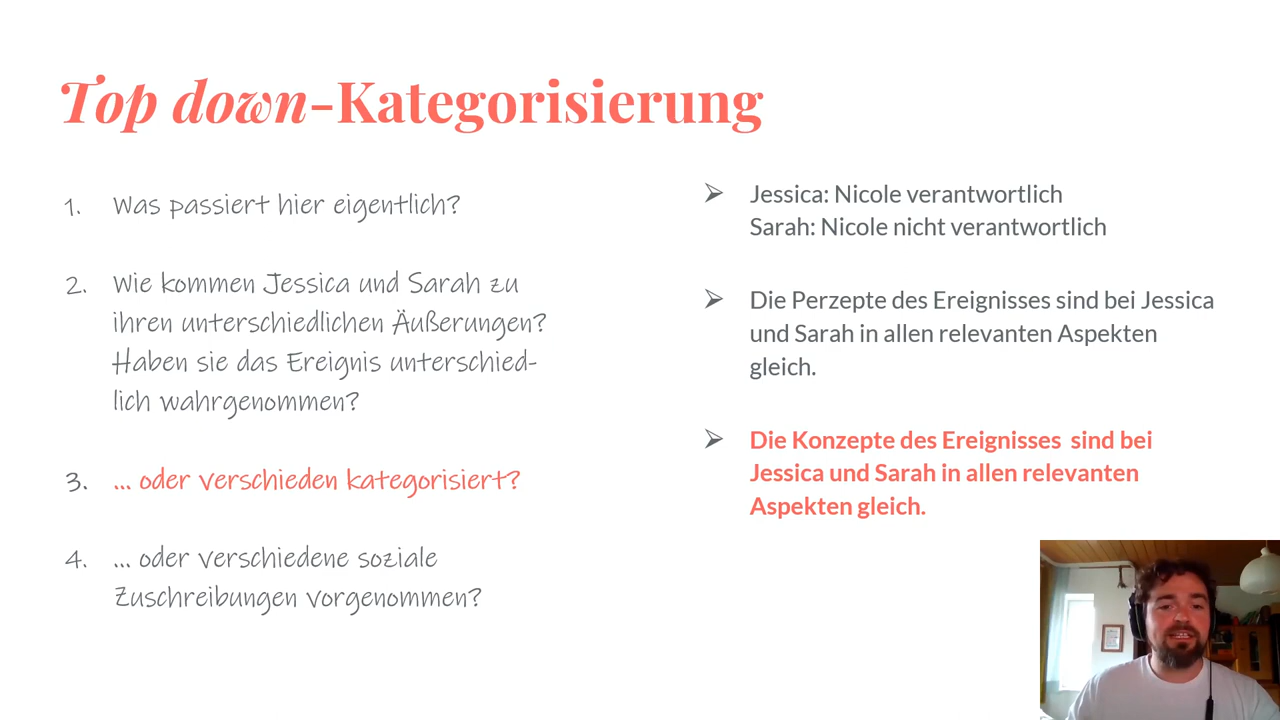 Top down-Kategorisierung
1. Was passiert hier eigentlich?
2. Wie kommen Jessica und Sarah zu
ihren unterschiedlichen Äußerungen?
Haben sie das Ereignis unterschied-
lich wahrgenommen?
3. ... oder verschieden kategorisiert?
4. ... oder verschiedene soziale
Zuschreibungen vorgenommen?
➢ Jessica: Nicole verantwortlich
Sarah: Nicole nicht verantwortlich
➢ Die Perzepte des Ereignisses sind bei Jessica
und Sarah in allen relevanten Aspekten
gleich.
➢ Die Konzepte des Ereignisses sind bei
Jessica und Sarah in allen relevanten
Aspekten gleich.